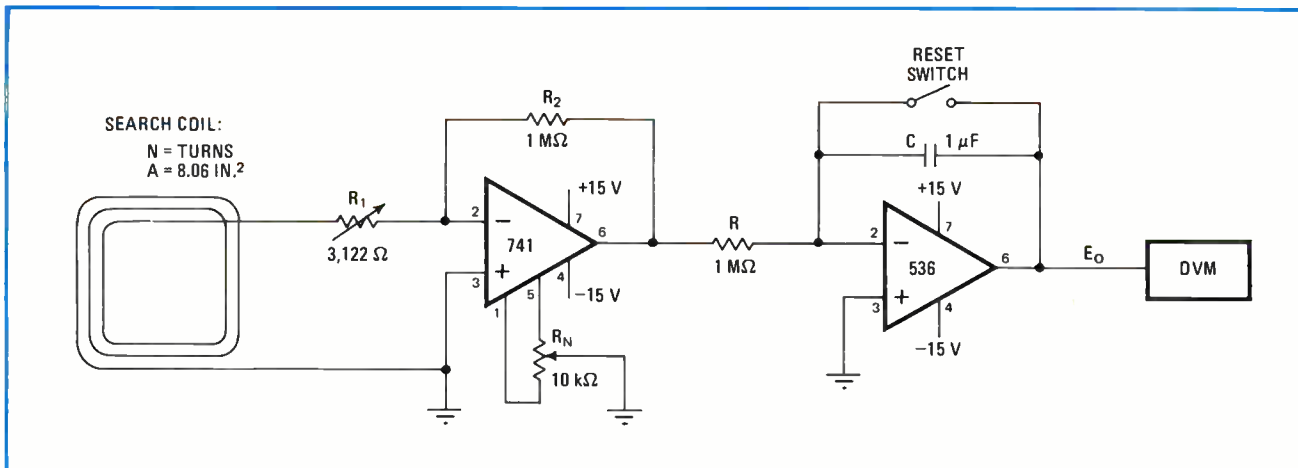 SEARCH COIL:
N = TURNS
A = 8.06 IN.²
R₁
3,122 Ω
R₂
1 MΩ
2
−
3
+
741
+15 V
7
6
4
−15 V
5
1
R_N
10 kΩ
R
1 MΩ
RESET
SWITCH
C
1 μF
2
−
3
+
536
+15 V
7
6
4
−15 V
E_O
DVM